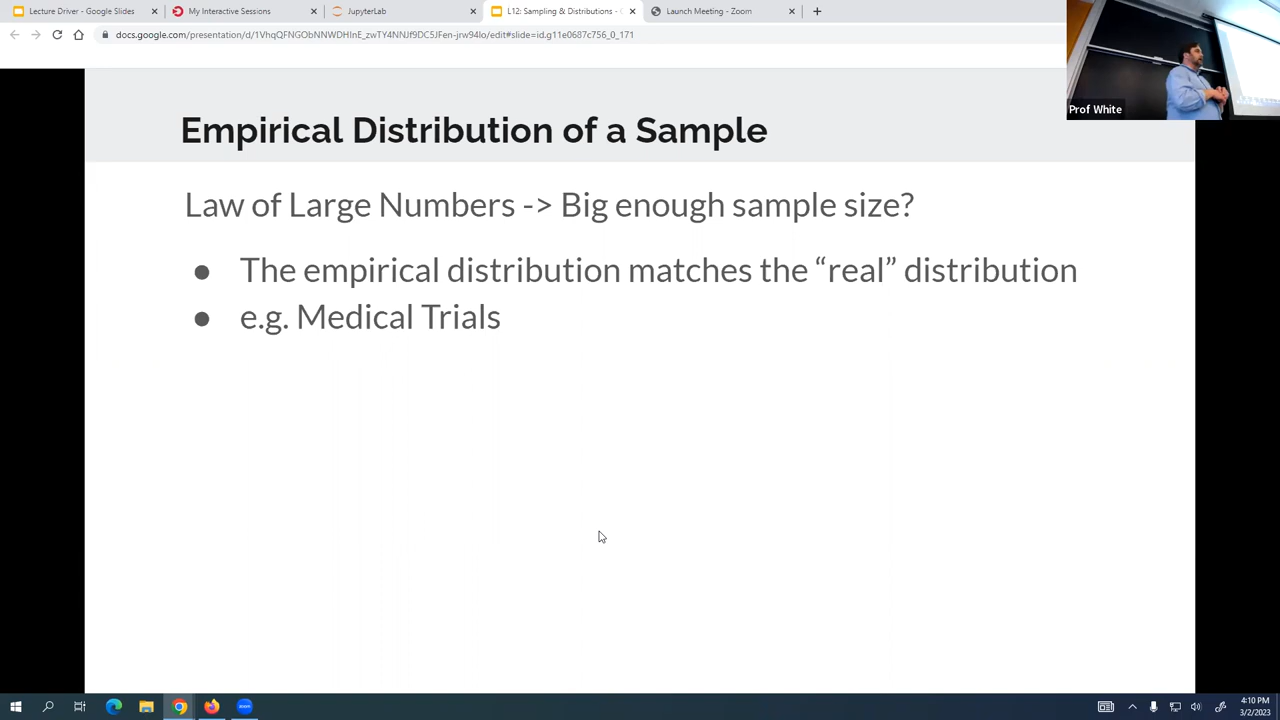 Lecture Driver - Google Slides
My Interactive Sessions
JupyterLab
L12: Sampling & Distributions -
Launch Meeting - Zoom
docs.google.com/presentation/d/1VhqQFNGObNNWDHInE_zwTY4NNJf9DC5JFen-jrw94lo/edit#slide=id.g11e0687c756_0_171
Prof White
Empirical Distribution of a Sample
Law of Large Numbers -> Big enough sample size?
● The empirical distribution matches the “real” distribution
● e.g. Medical Trials
zoom
4:10 PM
3/2/2023